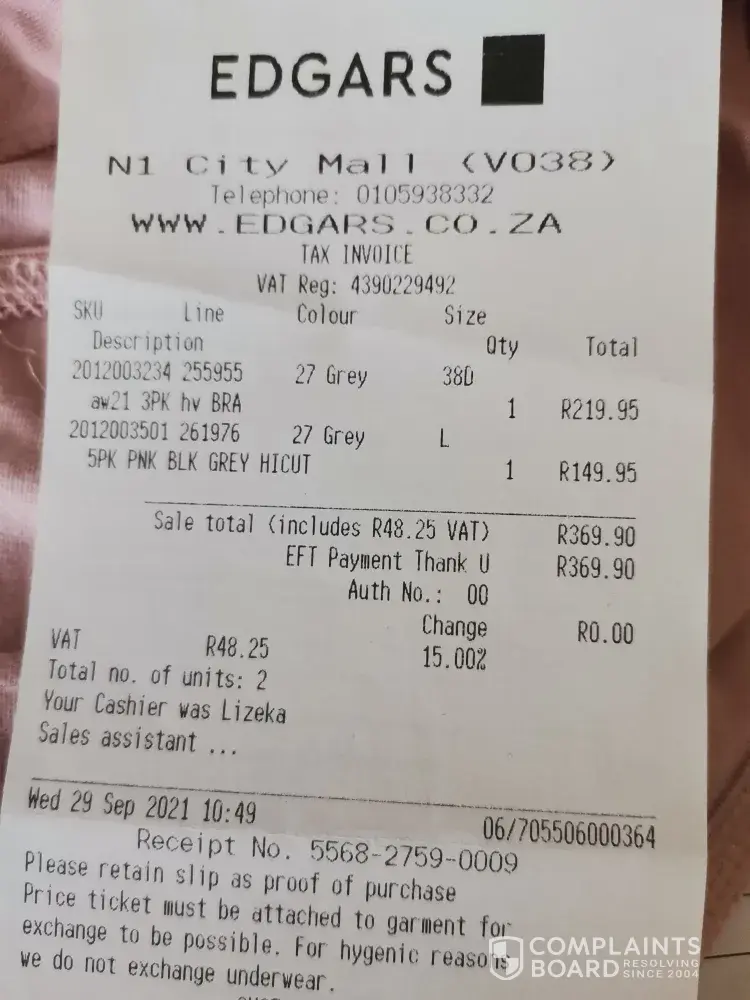 EDGARS
N1 City Mall (V038)
Telephone: 0105938332
WWW.EDGARS.CO.ZA
TAX INVOICE
VAT Reg: 4390229492
SKU Line Colour Size
Description Qty Total
2012003234 255955 27 Grey 38D
aw21 3PK hv BRA 1 R219.95
2012003501 261976 27 Grey L
5PK PNK BLK GREY HICUT 1 R149.95
Sale total (includes R48.25 VAT) R369.90
EFT Payment Thank U R369.90
Auth No.: 00
Change R0.00
VAT R48.25 15.00%
Total no. of units: 2
Your Cashier was Lizeka
Sales assistant ...
Wed 29 Sep 2021 10:49 06/705506000364
Receipt No. 5568-2759-0009
Please retain slip as proof of purchase
Price ticket must be attached to garment for
exchange to be possible. For hygenic reasons
we do not exchange underwear.
COMPLAINTS
BOARD RESOLVING
SINCE 2004